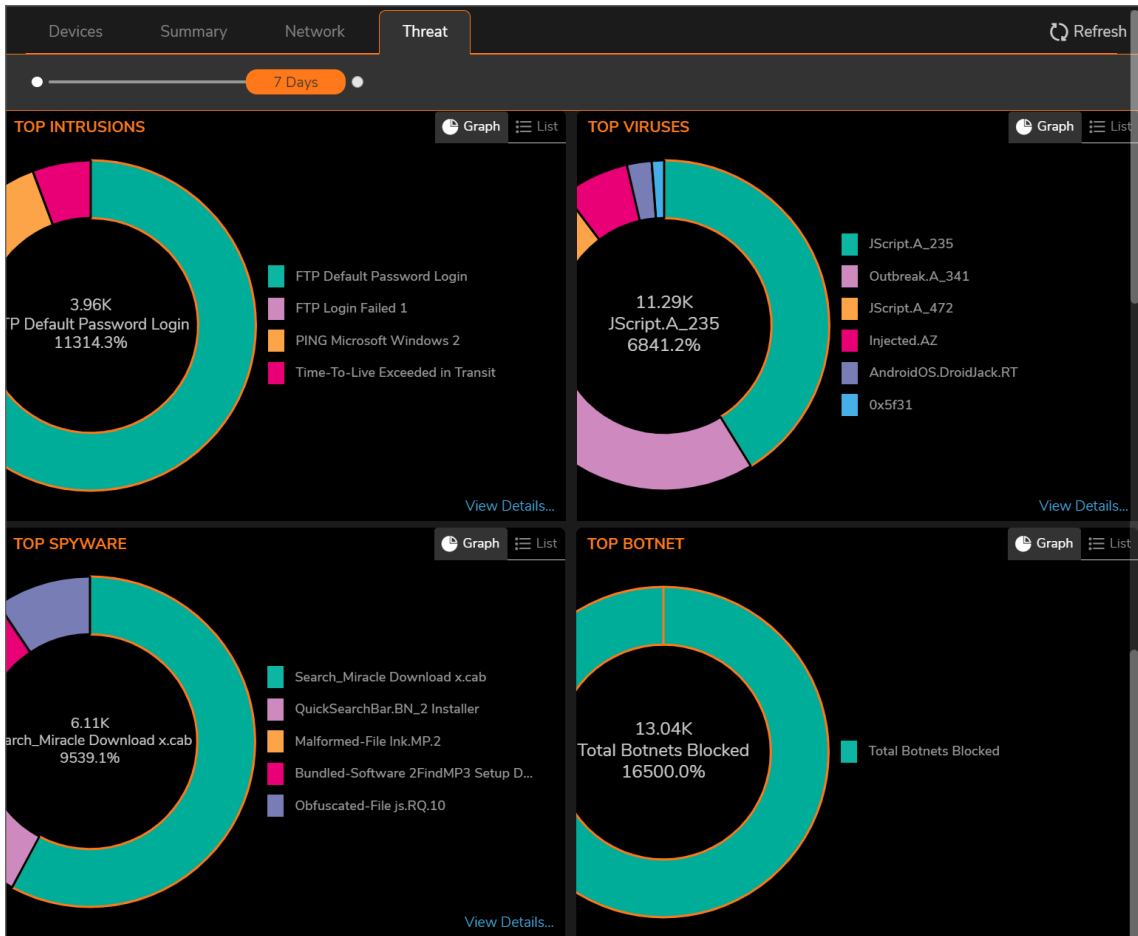 Devices
Summary
Network
Threat
Refresh
7 Days
TOP INTRUSIONS
Graph
List
3.96K
TP Default Password Login
11314.3%
FTP Default Password Login
FTP Login Failed 1
PING Microsoft Windows 2
Time-To-Live Exceeded in Transit
View Details...
TOP VIRUSES
Graph
List
11.29K
JScript.A_235
6841.2%
JScript.A_235
Outbreak.A_341
JScript.A_472
Injected.AZ
AndroidOS.DroidJack.RT
0x5f31
View Details...
TOP SPYWARE
Graph
List
6.11K
arch_Miracle Download x.cab
9539.1%
Search_Miracle Download x.cab
QuickSearchBar.BN_2 Installer
Malformed-File lnk.MP.2
Bundled-Software 2FindMP3 Setup D...
Obfuscated-File js.RQ.10
View Details...
TOP BOTNET
Graph
List
13.04K
Total Botnets Blocked
16500.0%
Total Botnets Blocked